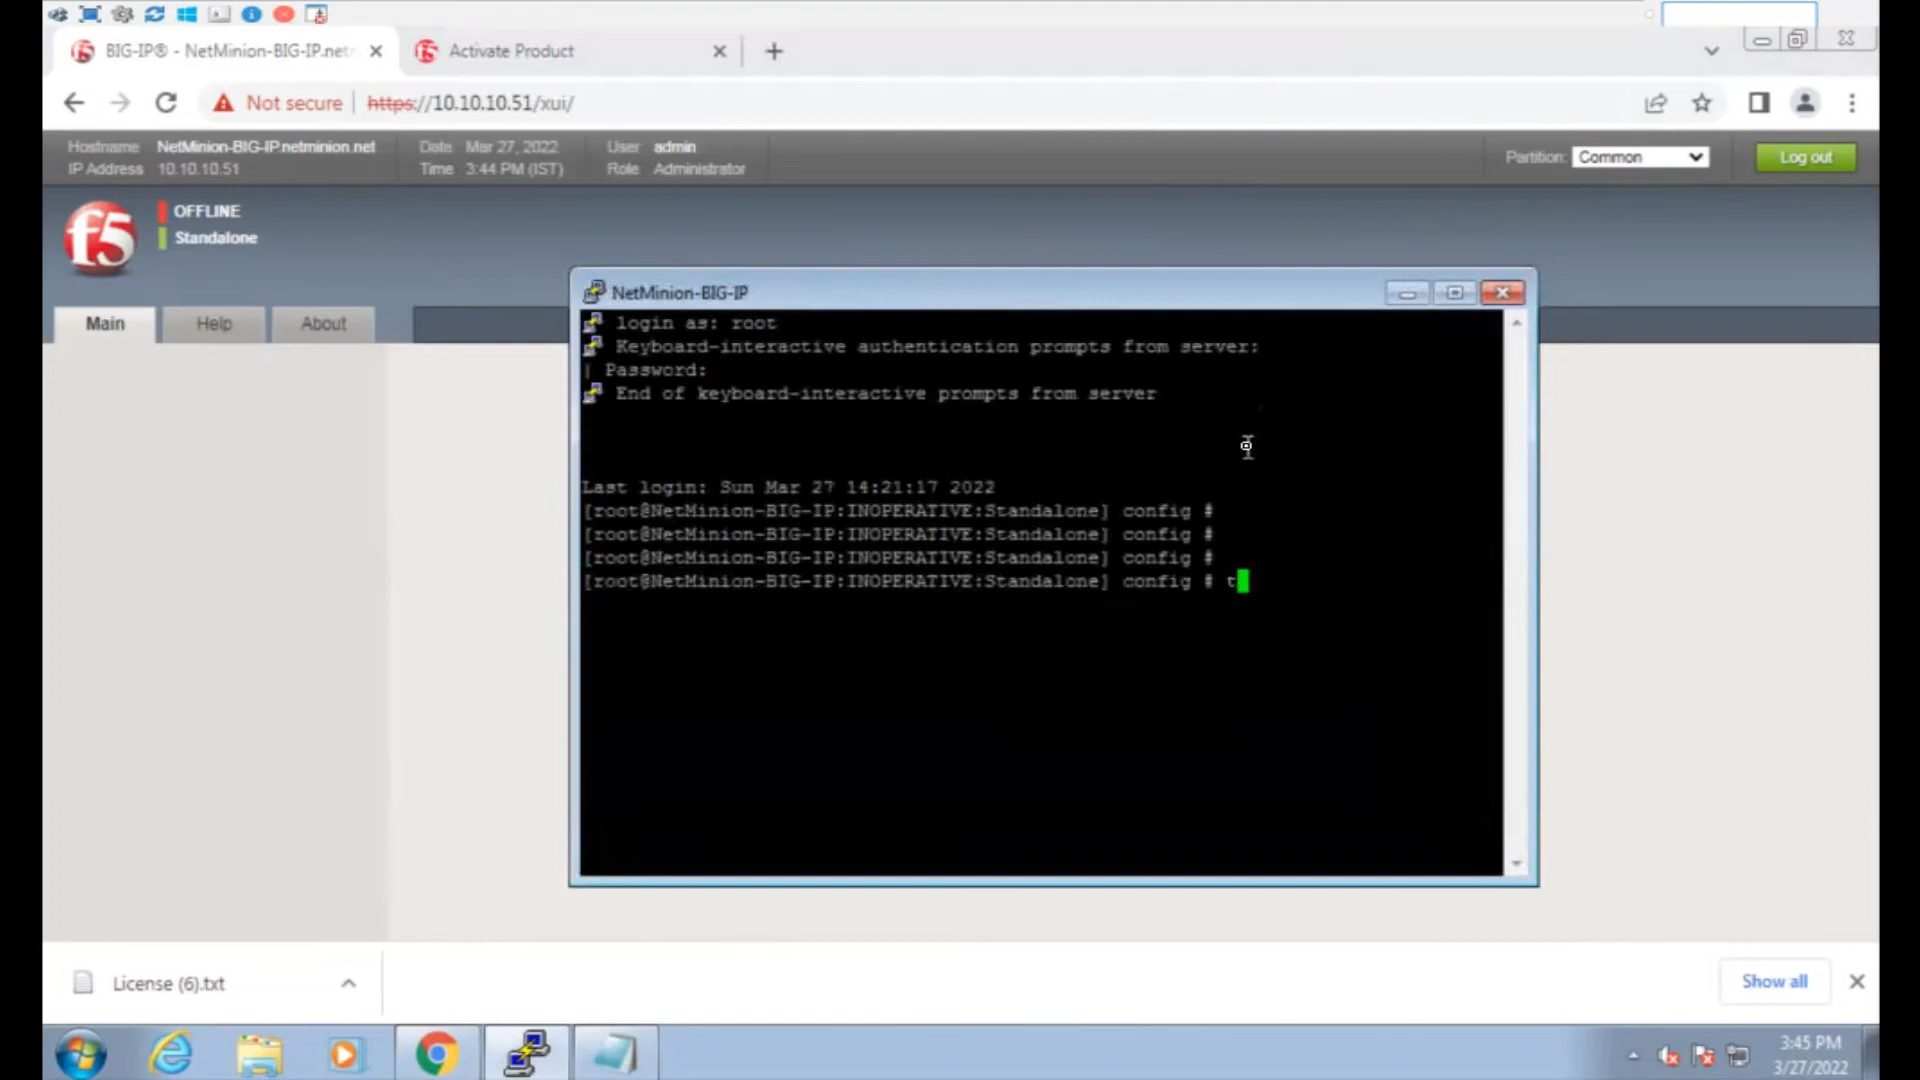 BIG-IP® - NetMinion-BIG-IP.netr
Activate Product
Not secure
https://10.10.10.51/xui/
Hostname NetMinion-BIG-IP.netminion.net
IP Address 10.10.10.51
Date Mar 27, 2022
Time 3:44 PM (IST)
User admin
Role Administrator
Partition: Common
Log out
f5
OFFLINE
Standalone
Main
Help
About
NetMinion-BIG-IP
login as: root
Keyboard-interactive authentication prompts from server:
| Password:
End of keyboard-interactive prompts from server
Last login: Sun Mar 27 14:21:17 2022
[root@NetMinion-BIG-IP:INOPERATIVE:Standalone] config #
[root@NetMinion-BIG-IP:INOPERATIVE:Standalone] config #
[root@NetMinion-BIG-IP:INOPERATIVE:Standalone] config #
[root@NetMinion-BIG-IP:INOPERATIVE:Standalone] config # t
License (6).txt
Show all
3:45 PM
3/27/2022